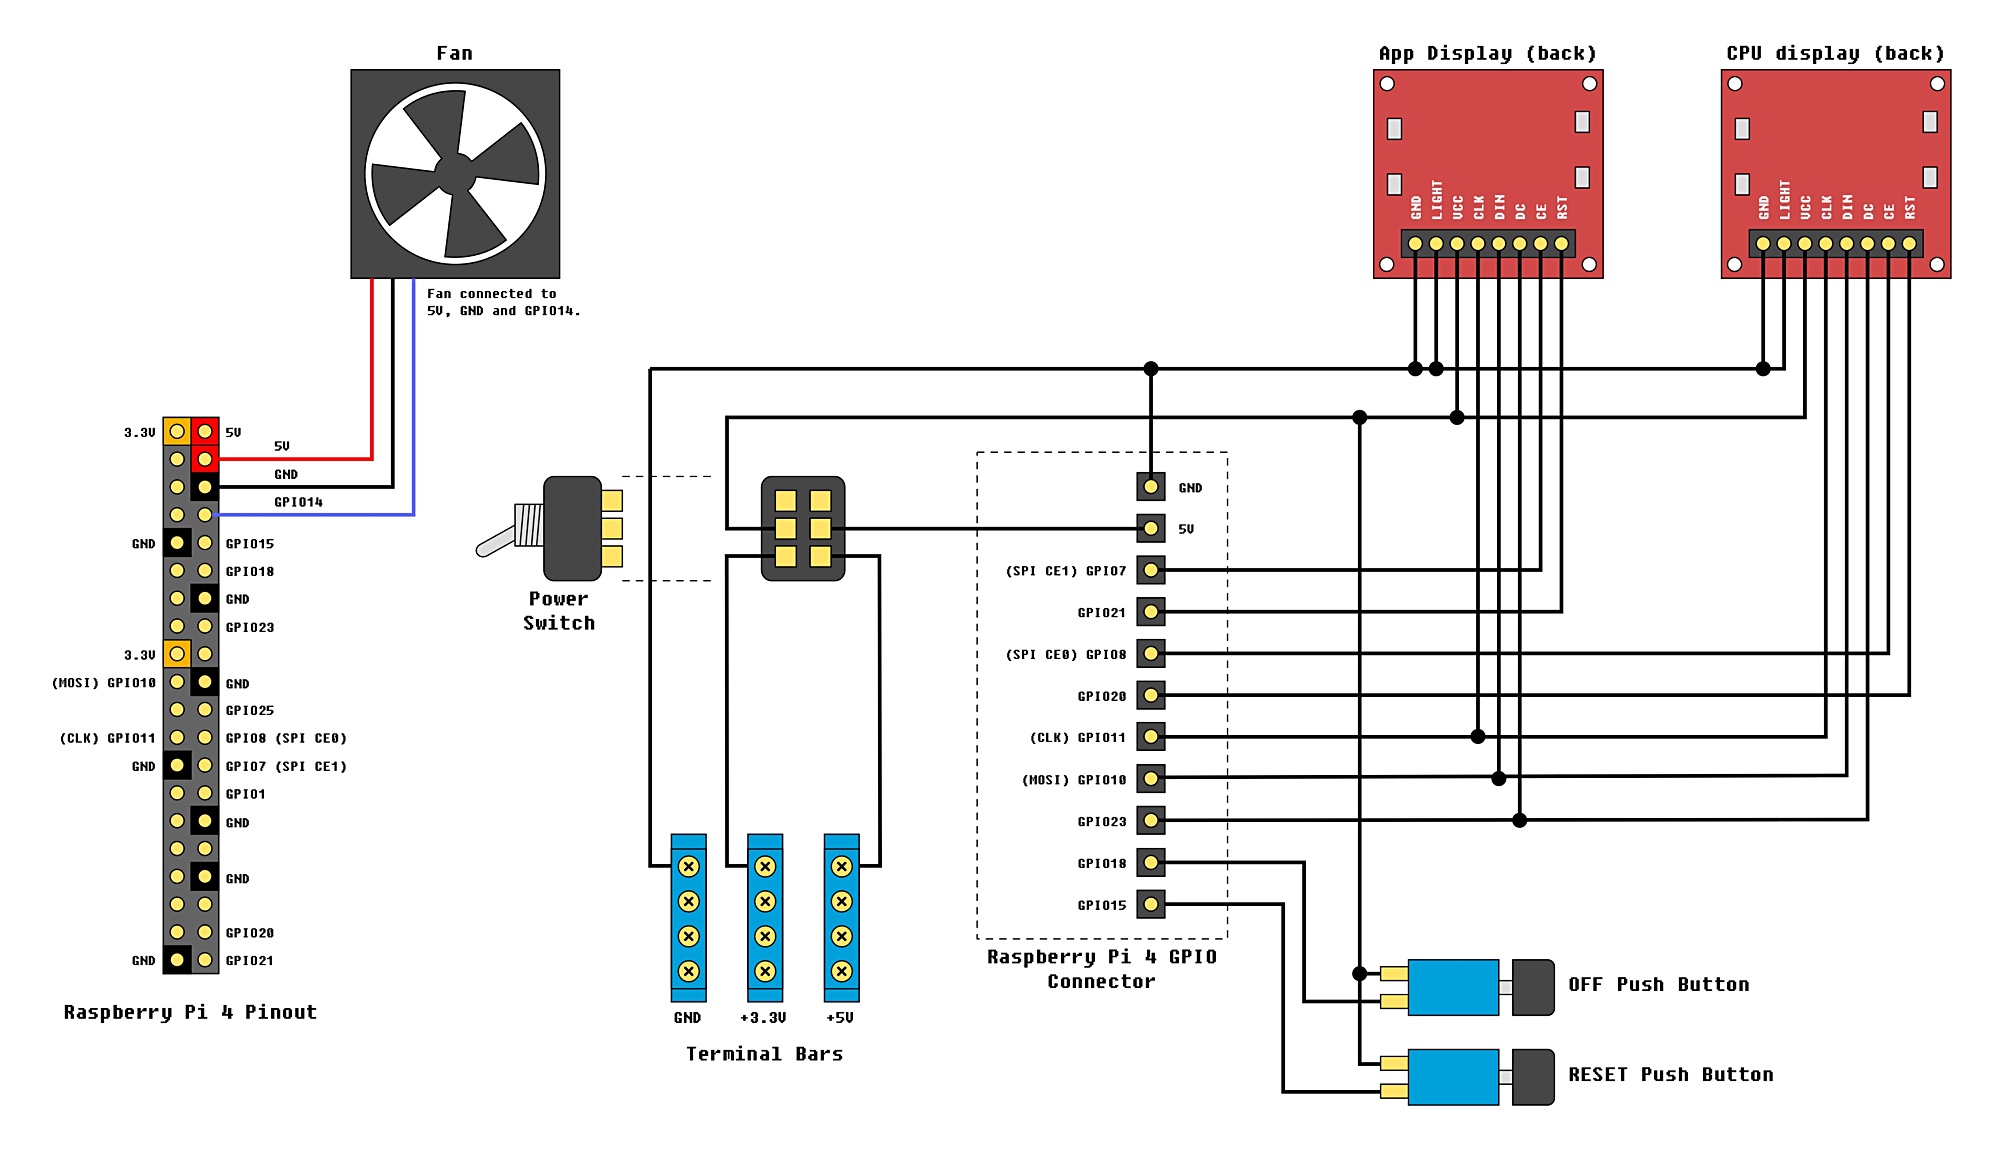 Fan
App Display (back)
CPU display (back)
GND
LIGHT
VCC
CLK
DIN
DC
CE
RST
GND
LIGHT
VCC
CLK
DIN
DC
CE
RST
Fan connected to
5V, GND and GPIO14.
3.3V
5V
5V
GND
GPIO14
GND
GPIO15
GPIO18
GND
GPIO23
3.3V
(MOSI) GPIO10
GND
GPIO25
(CLK) GPIO11
GPIO8 (SPI CE0)
GND
GPIO7 (SPI CE1)
GPIO1
GND
GND
GPIO20
GND
GPIO21
Raspberry Pi 4 Pinout
Power
Switch
GND
+3.3V
+5V
Terminal Bars
GND
5V
(SPI CE1) GPIO7
GPIO21
(SPI CE0) GPIO8
GPIO20
(CLK) GPIO11
(MOSI) GPIO10
GPIO23
GPIO18
GPIO15
Raspberry Pi 4 GPIO
Connector
OFF Push Button
RESET Push Button